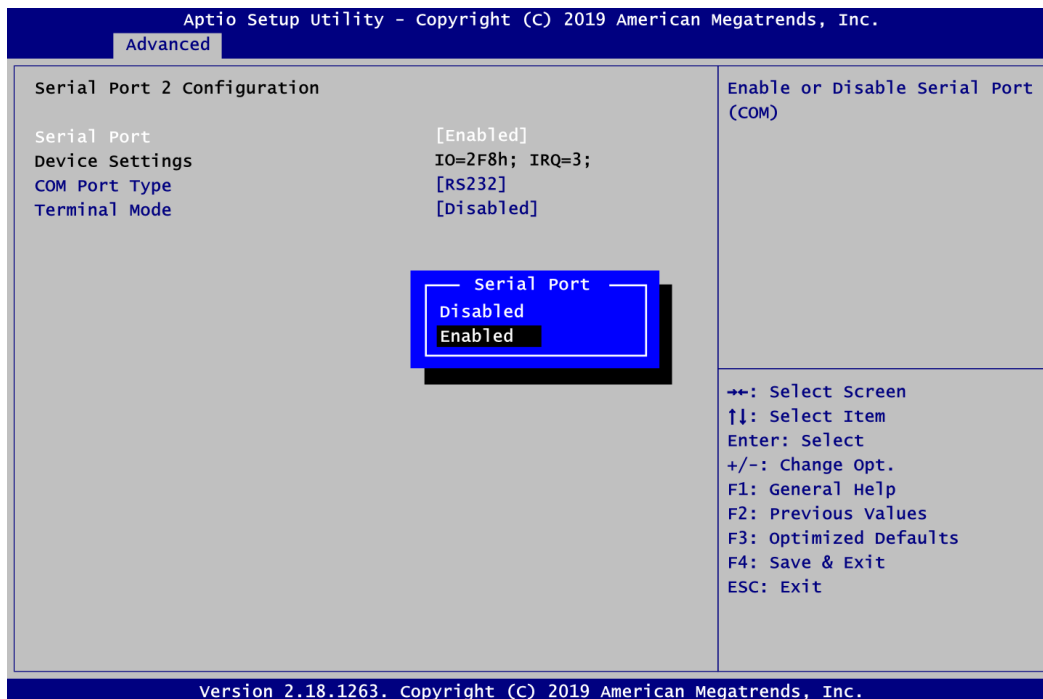 Aptio Setup Utility - Copyright (C) 2019 American Megatrends, Inc.
Advanced
Serial Port 2 Configuration
Serial Port [Enabled]
Device Settings IO=2F8h; IRQ=3;
COM Port Type [RS232]
Terminal Mode [Disabled]
Serial Port
Disabled
Enabled
Enable or Disable Serial Port
(COM)
→←: Select Screen
↑↓: Select Item
Enter: Select
+/-: Change Opt.
F1: General Help
F2: Previous Values
F3: Optimized Defaults
F4: Save & Exit
ESC: Exit
Version 2.18.1263. Copyright (C) 2019 American Megatrends, Inc.